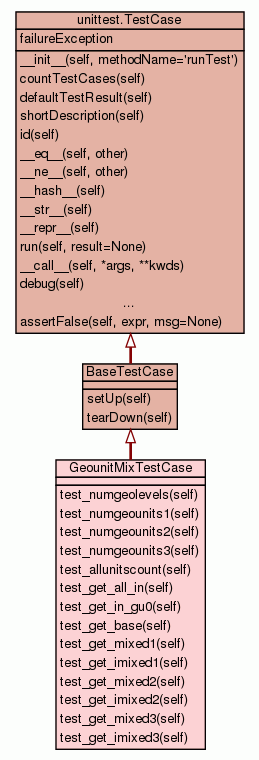 unittest.TestCase
failureException
__init__(self, methodName='runTest')
countTestCases(self)
defaultTestResult(self)
shortDescription(self)
id(self)
__eq__(self, other)
__ne__(self, other)
__hash__(self)
__str__(self)
__repr__(self)
run(self, result=None)
__call__(self, *args, **kwds)
debug(self)
...
assertFalse(self, expr, msg=None)
BaseTestCase
setUp(self)
tearDown(self)
GeounitMixTestCase
test_numgeolevels(self)
test_numgeounits1(self)
test_numgeounits2(self)
test_numgeounits3(self)
test_allunitscount(self)
test_get_all_in(self)
test_get_in_gu0(self)
test_get_base(self)
test_get_mixed1(self)
test_get_imixed1(self)
test_get_mixed2(self)
test_get_imixed2(self)
test_get_mixed3(self)
test_get_imixed3(self)